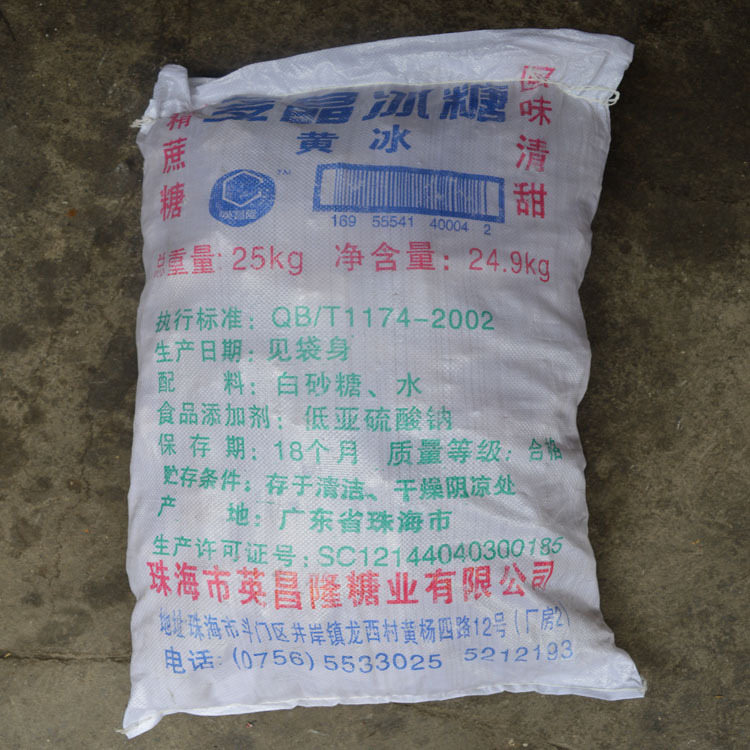 晶冰糖
黄冰
精蔗糖
味清甜
英昌隆
TM
169 55541 40004 2
总重量:25kg 净含量:24.9kg
执行标准:QB/T1174-2002
生产日期:见袋身
配 料:白砂糖、水
食品添加剂:低亚硫酸钠
保存期:18个月 质量等级:合格
贮存条件:存于清洁、干燥阴凉处
产 地:广东省珠海市
生产许可证号:SC12144040300185
珠海市英昌隆糖业有限公司
地址:珠海市斗门区井岸镇龙西村黄杨四路12号(厂房2)
电话:(0756)5533025 5212193